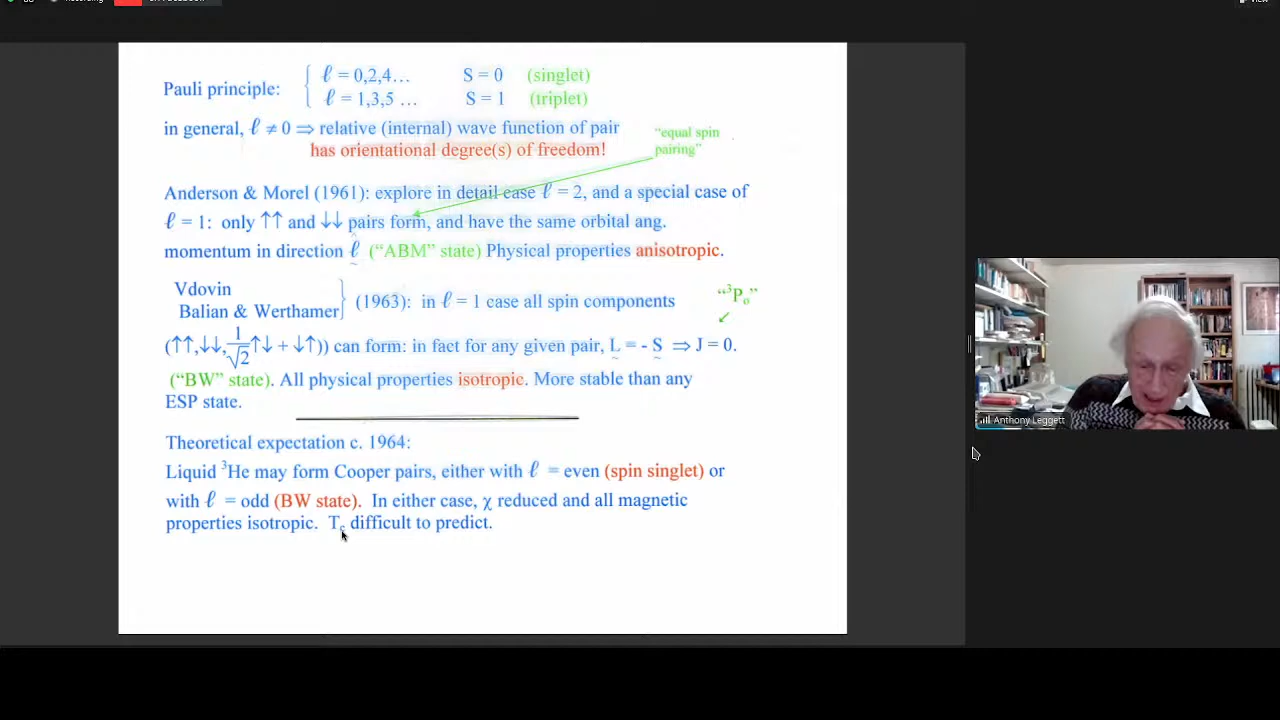 Pauli principle:
ℓ = 0,2,4… S = 0 (singlet)
ℓ = 1,3,5 … S = 1 (triplet)
in general, ℓ ≠ 0 ⇒ relative (internal) wave function of pair
has orientational degree(s) of freedom!
"equal spin
pairing"
Anderson & Morel (1961): explore in detail case ℓ = 2, and a special case of
ℓ = 1: only ↑↑ and ↓↓ pairs form, and have the same orbital ang.
momentum in direction ℓ ("ABM" state) Physical properties anisotropic.
Vdovin
Balian & Werthamer
(1963): in ℓ = 1 case all spin components
"³Pₒ"
(↑↑,↓↓,1/√2↑↓ + ↓↑)) can form: in fact for any given pair, L = - S ⇒ J = 0.
("BW" state). All physical properties isotropic. More stable than any
ESP state.
Theoretical expectation c. 1964:
Liquid ³He may form Cooper pairs, either with ℓ = even (spin singlet) or
with ℓ = odd (BW state). In either case, χ reduced and all magnetic
properties isotropic. Tc difficult to predict.
Anthony Leggett